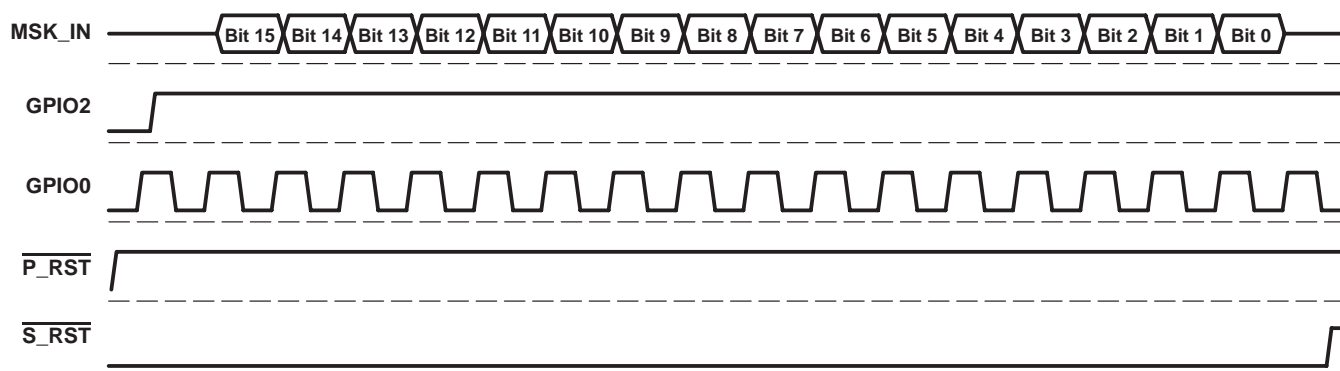 MSK_IN Bit 15 Bit 14 Bit 13 Bit 12 Bit 11 Bit 10 Bit 9 Bit 8 Bit 7 Bit 6 Bit 5 Bit 4 Bit 3 Bit 2 Bit 1 Bit 0
GPIO2
GPIO0
P_RST
S_RST